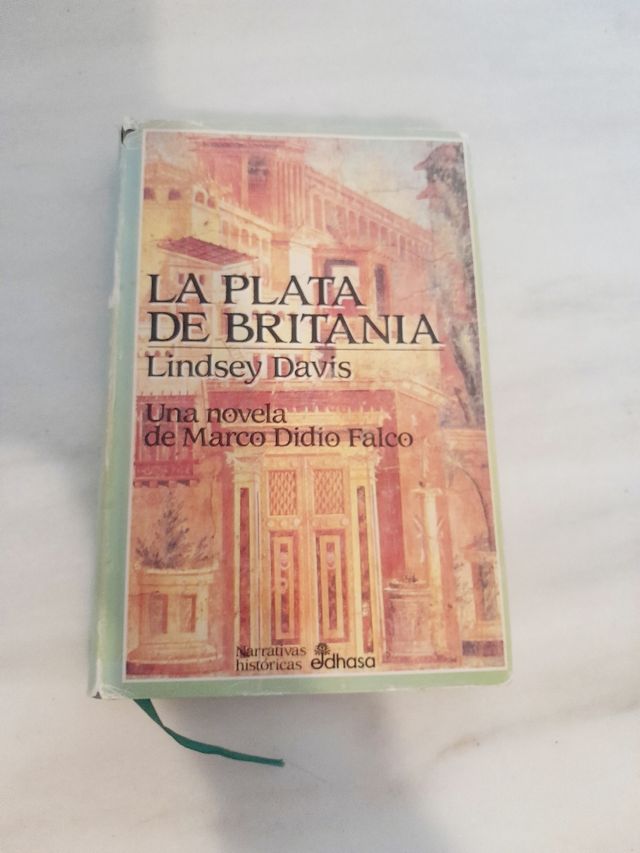 LA PLATA
DE BRITANIA
Lindsey Davis
Una novela
de Marco Didio Falco
Narrativas
históricas
edhasa